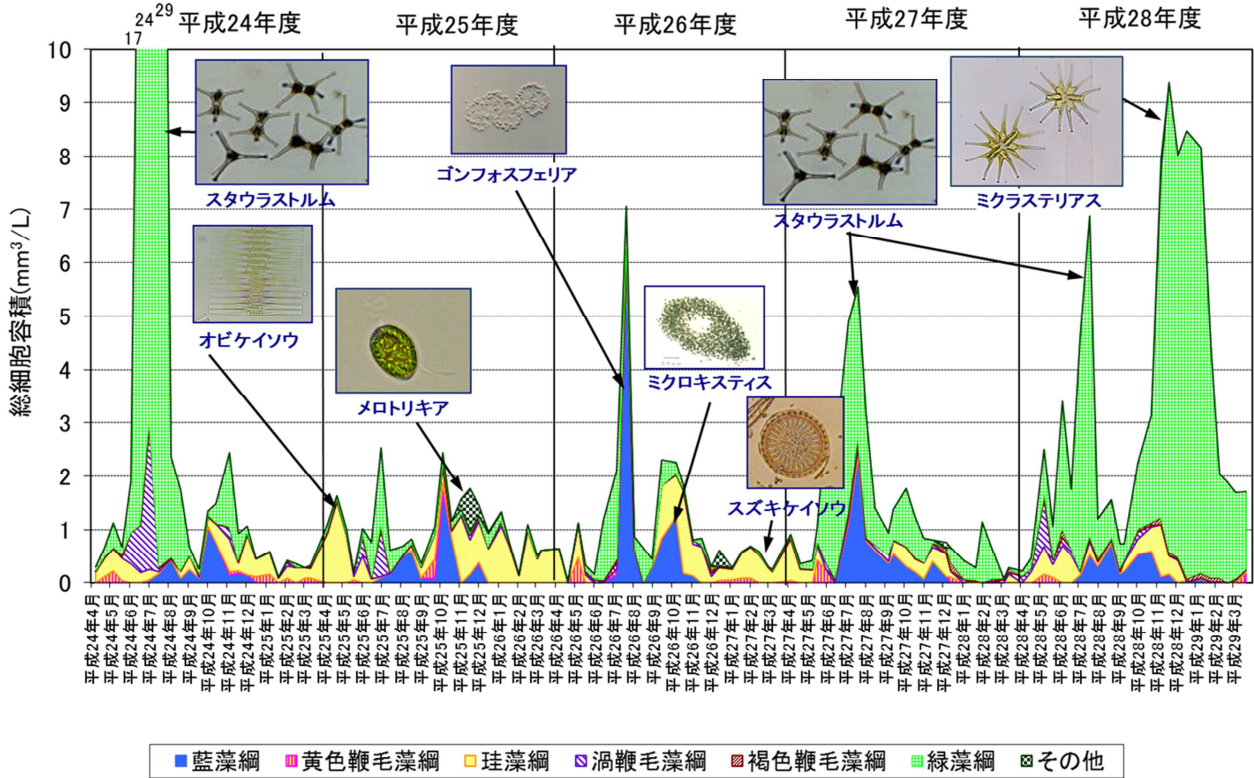 平成24年度
平成25年度
平成26年度
平成27年度
平成28年度
17
24
29
総細胞容積(mm³/L)
10
9
8
7
6
5
4
3
2
1
0
スタウラストルム
オビケイソウ
メロトリキア
ゴンフォスフェリア
ミクロキスティス
スズキケイソウ
スタウラストルム
ミクラステリアス
平成24年4月
平成24年5月
平成24年6月
平成24年7月
平成24年8月
平成24年9月
平成24年10月
平成24年11月
平成24年12月
平成25年1月
平成25年2月
平成25年3月
平成25年4月
平成25年5月
平成25年6月
平成25年7月
平成25年8月
平成25年9月
平成25年10月
平成25年11月
平成25年12月
平成26年1月
平成26年2月
平成26年3月
平成26年4月
平成26年5月
平成26年6月
平成26年7月
平成26年8月
平成26年9月
平成26年10月
平成26年11月
平成26年12月
平成27年1月
平成27年2月
平成27年3月
平成27年4月
平成27年5月
平成27年6月
平成27年7月
平成27年8月
平成27年9月
平成27年10月
平成27年11月
平成27年12月
平成28年1月
平成28年2月
平成28年3月
平成28年4月
平成28年5月
平成28年6月
平成28年7月
平成28年8月
平成28年9月
平成28年10月
平成28年11月
平成28年12月
平成29年1月
平成29年2月
平成29年3月
藍藻綱 黄色鞭毛藻綱 珪藻綱 渦鞭毛藻綱 褐色鞭毛藻綱 緑藻綱 その他